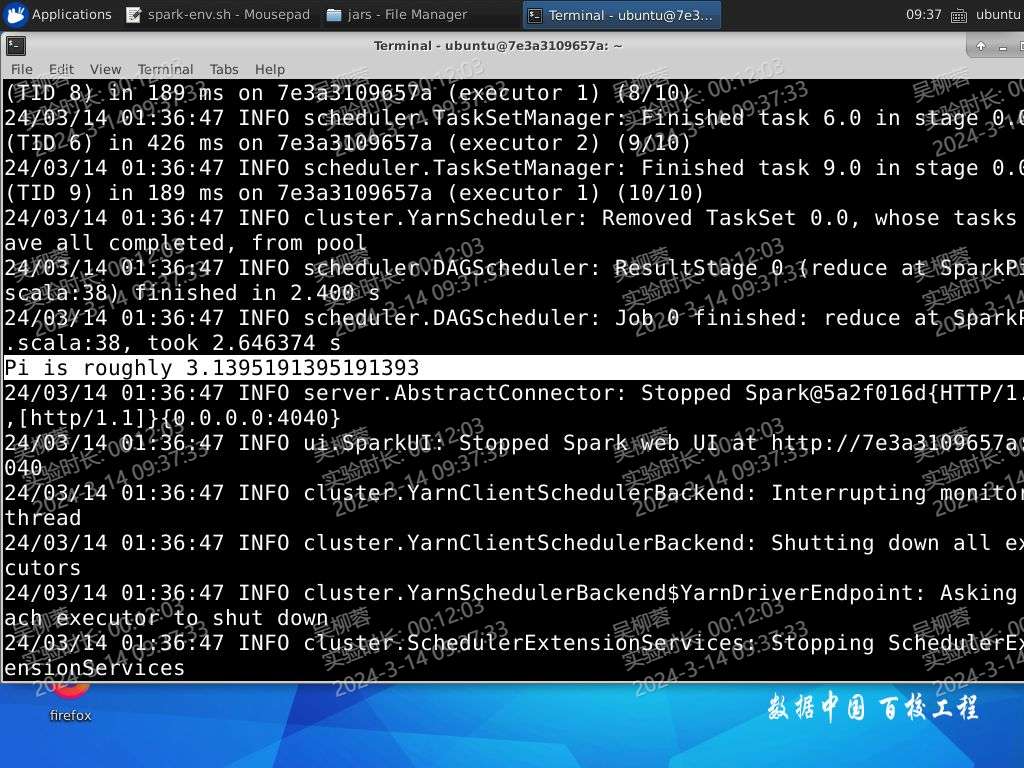 Applications spark-env.sh - Mousepad jars - File Manager Terminal - ubuntu@7e3... 09:37 ubuntu
Terminal - ubuntu@7e3a3109657a: ~
File Edit View Terminal Tabs Help
(TID 8) in 189 ms on 7e3a3109657a (executor 1) (8/10)
24/03/14 01:36:47 INFO scheduler.TaskSetManager: Finished task 6.0 in stage 0.0
(TID 6) in 426 ms on 7e3a3109657a (executor 2) (9/10)
24/03/14 01:36:47 INFO scheduler.TaskSetManager: Finished task 9.0 in stage 0.0
(TID 9) in 189 ms on 7e3a3109657a (executor 1) (10/10)
24/03/14 01:36:47 INFO cluster.YarnScheduler: Removed TaskSet 0.0, whose tasks
ave all completed, from pool
24/03/14 01:36:47 INFO scheduler.DAGScheduler: ResultStage 0 (reduce at SparkP
scala:38) finished in 2.400 s
24/03/14 01:36:47 INFO scheduler.DAGScheduler: Job 0 finished: reduce at SparkP
.scala:38, took 2.646374 s
Pi is roughly 3.1395191395191393
24/03/14 01:36:47 INFO server.AbstractConnector: Stopped Spark@5a2f016d{HTTP/1.
,[http/1.1]}{0.0.0.0:4040}
24/03/14 01:36:47 INFO ui.SparkUI: Stopped Spark web UI at http://7e3a3109657a
040
24/03/14 01:36:47 INFO cluster.YarnClientSchedulerBackend: Interrupting monitor
thread
24/03/14 01:36:47 INFO cluster.YarnClientSchedulerBackend: Shutting down all ex
cutors
24/03/14 01:36:47 INFO cluster.YarnSchedulerBackend$YarnDriverEndpoint: Asking
ach executor to shut down
24/03/14 01:36:47 INFO cluster.SchedulerExtensionServices: Stopping SchedulerEx
ensionServices
吴柳蓉
实验时长: 00:12:03
2024-3-14 09:37:33
firefox
数据中国 百校工程